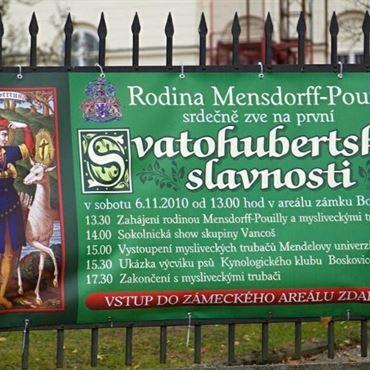 Rodina Mensdorff-Pou
srdečně zve na první
Svatohubertsk
slavnosti
v sobotu 6.11.2010 od 13.00 hod v areálu zámku Bo
13.30 Zahájení rodinou Mensdorff-Pouilly a mysliveckými tr
14.00 Sokolnická show skupiny Vancoš
15.00 Vystoupení mysliveckých trubačů Mendelovy univerzi
15.30 Ukázka výcviku psů Kynologického klubu Boskovic
17.30 Zakončení s mysliveckými trubači
VSTUP DO ZÁMECKÉHO AREÁLU ZDA